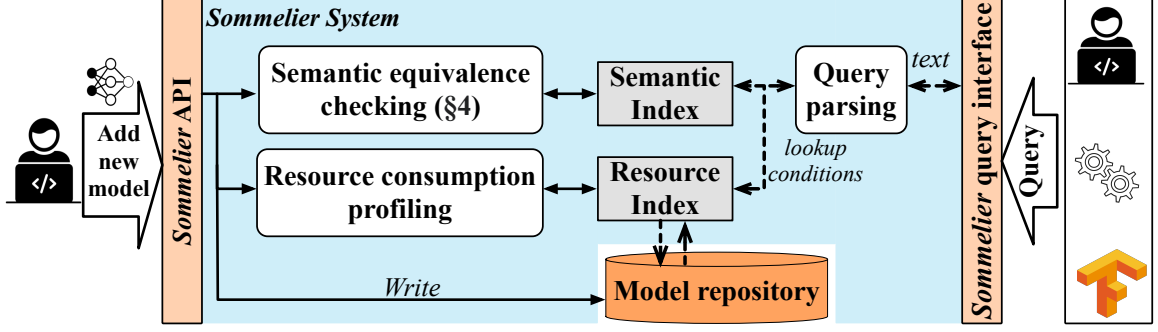 Sommelier System
Add
new
model
Sommelier API
Semantic equivalence
checking (§4)
Semantic
Index
Query
parsing
text
Sommelier query interface
Query
lookup
conditions
Resource consumption
profiling
Resource
Index
Write
Model repository